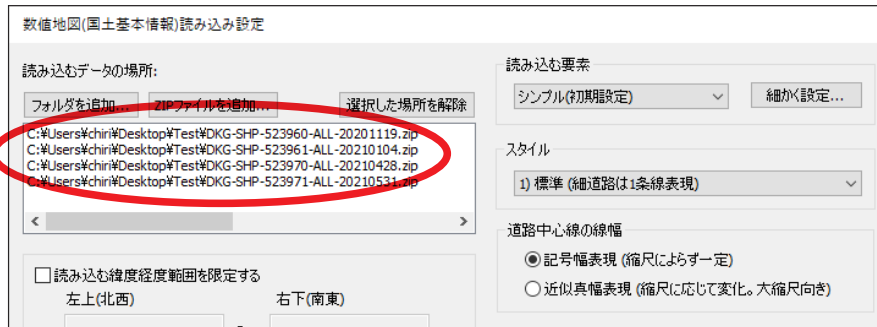 数値地図(国土基本情報)読み込み設定
読み込むデータの場所:
フォルダを追加... ZIPファイルを追加... 選択した場所を解除
C:¥Users¥chiri¥Desktop¥Test¥DKG-SHP-523960-ALL-20201119.zip
C:¥Users¥chiri¥Desktop¥Test¥DKG-SHP-523961-ALL-20210104.zip
C:¥Users¥chiri¥Desktop¥Test¥DKG-SHP-523970-ALL-20210428.zip
C:¥Users¥chiri¥Desktop¥Test¥DKG-SHP-523971-ALL-20210531.zip
読み込む緯度経度範囲を限定する
左上(北西) 右下(南東)
読み込む要素
シンプル(初期設定) 細かく設定...
スタイル
1) 標準 (細道路は1条線表現)
道路中心線の線幅
記号幅表現 (縮尺によらず一定)
近似真幅表現 (縮尺に応じて変化。大縮尺向き)